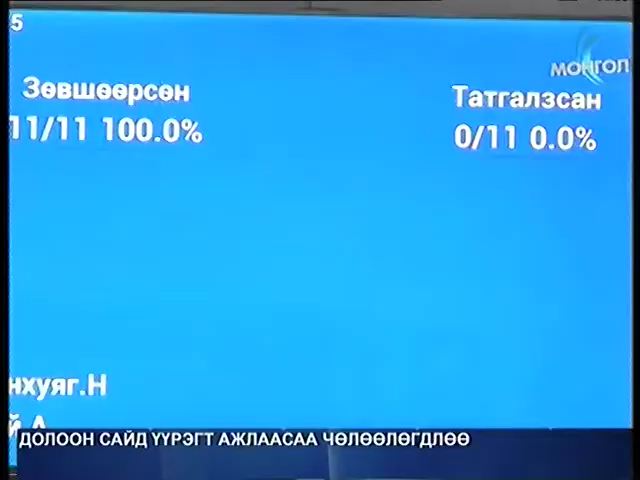 5
МОНГОЛ
Зөвшөөрсөн
Татгалзсан
11/11 100.0%
0/11 0.0%
нхуяг.Н
ДОЛООН САЙД ҮҮРЭГТ АЖЛААСАА ЧӨЛӨӨЛӨГДЛӨӨ